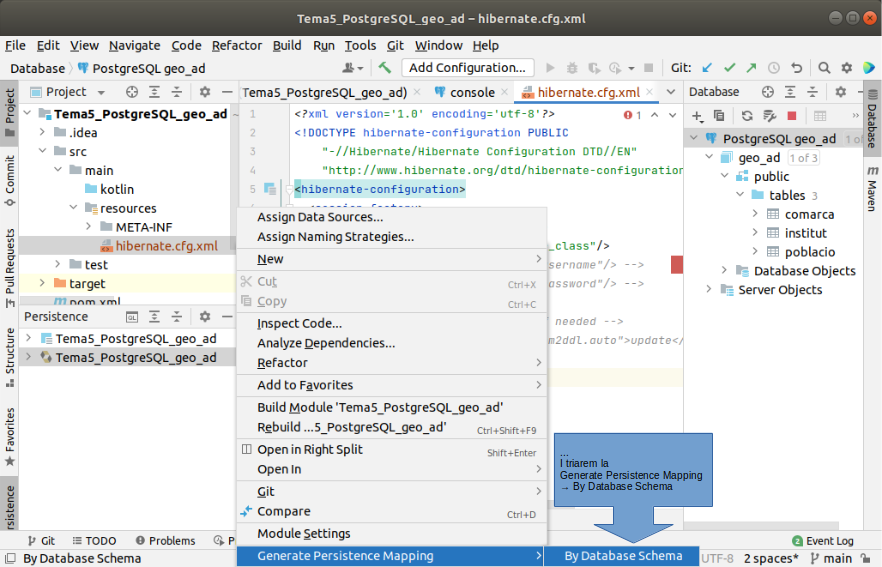 Tema5_PostgreSQL_geo_ad – hibernate.cfg.xml
File Edit View Navigate Code Refactor Build Run Tools Git Window Help
Database PostgreSQL geo_ad Add Configuration... Git:
Project
Tema5_PostgreSQL_geo_ad
.idea
src
main
kotlin
resources
META-INF
hibernate.cfg.xml
test
target
pom.xml
Persistence
Tema5_PostgreSQL_geo_ad
Tema5_PostgreSQL_geo_ad
Project
Commit
Pull Requests
Structure
Favorites
Persistence
Tema5_PostgreSQL_geo_ad) console hibernate.cfg.xml
1 <?xml version='1.0' encoding='utf-8'?> 1
2 <!DOCTYPE hibernate-configuration PUBLIC
3 "-//Hibernate/Hibernate Configuration DTD//EN"
4 "http://www.hibernate.org/dtd/hibernate-configuration
5 <hibernate-configuration>
_class"/>
sername"/> -->
assword"/> -->
needed -->
m2ddl.auto">update</
Assign Data Sources...
Assign Naming Strategies...
New
Cut Ctrl+X
Copy Ctrl+C
Inspect Code...
Analyze Dependencies...
Refactor
Add to Favorites
Build Module 'Tema5_PostgreSQL_geo_ad'
Rebuild ...5_PostgreSQL_geo_ad' Ctrl+Shift+F9
Open in Right Split Shift+Enter
Open In
Git
Compare Ctrl+D
Module Settings
Generate Persistence Mapping
By Database Schema
...
I triarem la
Generate Persistence Mapping
→ By Database Schema
Database
PostgreSQL geo_ad 1 of
geo_ad 1 of 3
public
tables 3
comarca
institut
poblacio
Database Objects
Server Objects
Database
Maven
Git TODO Problems Event Log
2
By Database Schema UTF-8 2 spaces* main